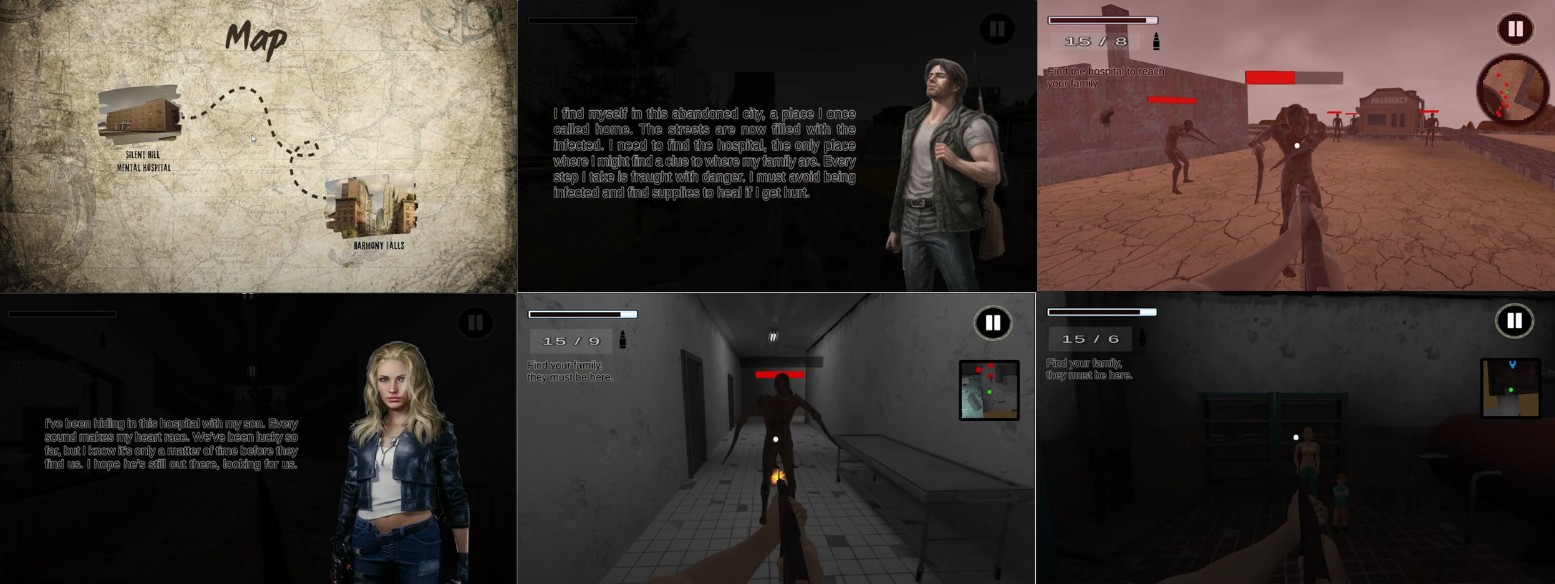 Map
SILENT HILL
MENTAL HOSPITAL
HARMONY FALLS
I find myself in this abandoned city, a place I once
called home. The streets are now filled with the
infected. I need to find the hospital, the only place
where I might find a clue to where my family are. Every
step I take is fraught with danger. I must avoid being
infected and find supplies to heal if I get hurt.
15 / 8
Find the hospital to reach
your family
PHARMACY
I've been hiding in this hospital with my son. Every
sound makes my heart race. We've been lucky so
far, but I know it's only a matter of time before they
find us. I hope he's still out there, looking for us.
15 / 9
Find your family,
they must be here.
15 / 6
Find your family,
they must be here.